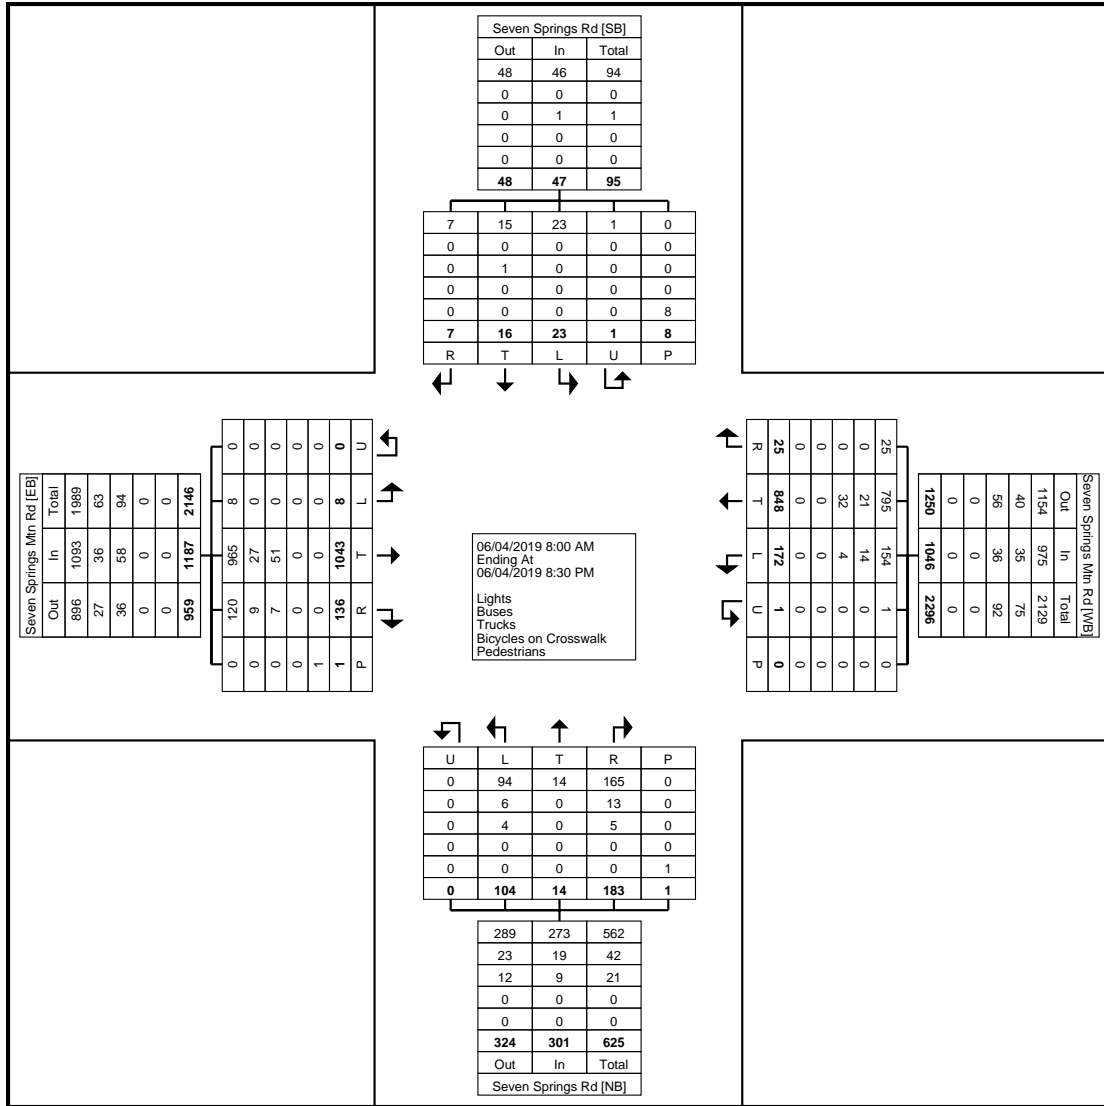 Seven Springs Rd [SB]
Out In Total
48 46 94
0 0 0
0 1 1
0 0 0
0 0 0
48 47 95
7 15 23 1 0
0 0 0 0 0
0 1 0 0 0
0 0 0 0 0
0 0 0 0 8
7 16 23 1 8
R T L U P
Seven Springs Mtn Rd [EB]
Total In Out
1989 1093 896
63 36 27
94 58 36
0 0 0
0 0 0
2146 1187 959
0 8 965 120 0
0 0 27 9 0
0 0 51 7 0
0 0 0 0 0
0 0 0 0 1
0 8 1043 136 1
U L T R P
06/04/2019 8:00 AM
Ending At
06/04/2019 8:30 PM
Lights
Buses
Trucks
Bicycles on Crosswalk
Pedestrians
R T L U P
25 848 172 1 0
0 0 0 0 0
0 0 0 0 0
0 32 4 0 0
0 21 14 0 0
25 795 154 1 0
1250 1046 2296
0 0 0
0 0 0
56 36 92
40 35 75
1154 975 2129
Out In Total
Seven Springs Mtn Rd [WB]
U L T R P
0 94 14 165 0
0 6 0 13 0
0 4 0 5 0
0 0 0 0 0
0 0 0 0 1
0 104 14 183 1
289 273 562
23 19 42
12 9 21
0 0 0
0 0 0
324 301 625
Out In Total
Seven Springs Rd [NB]